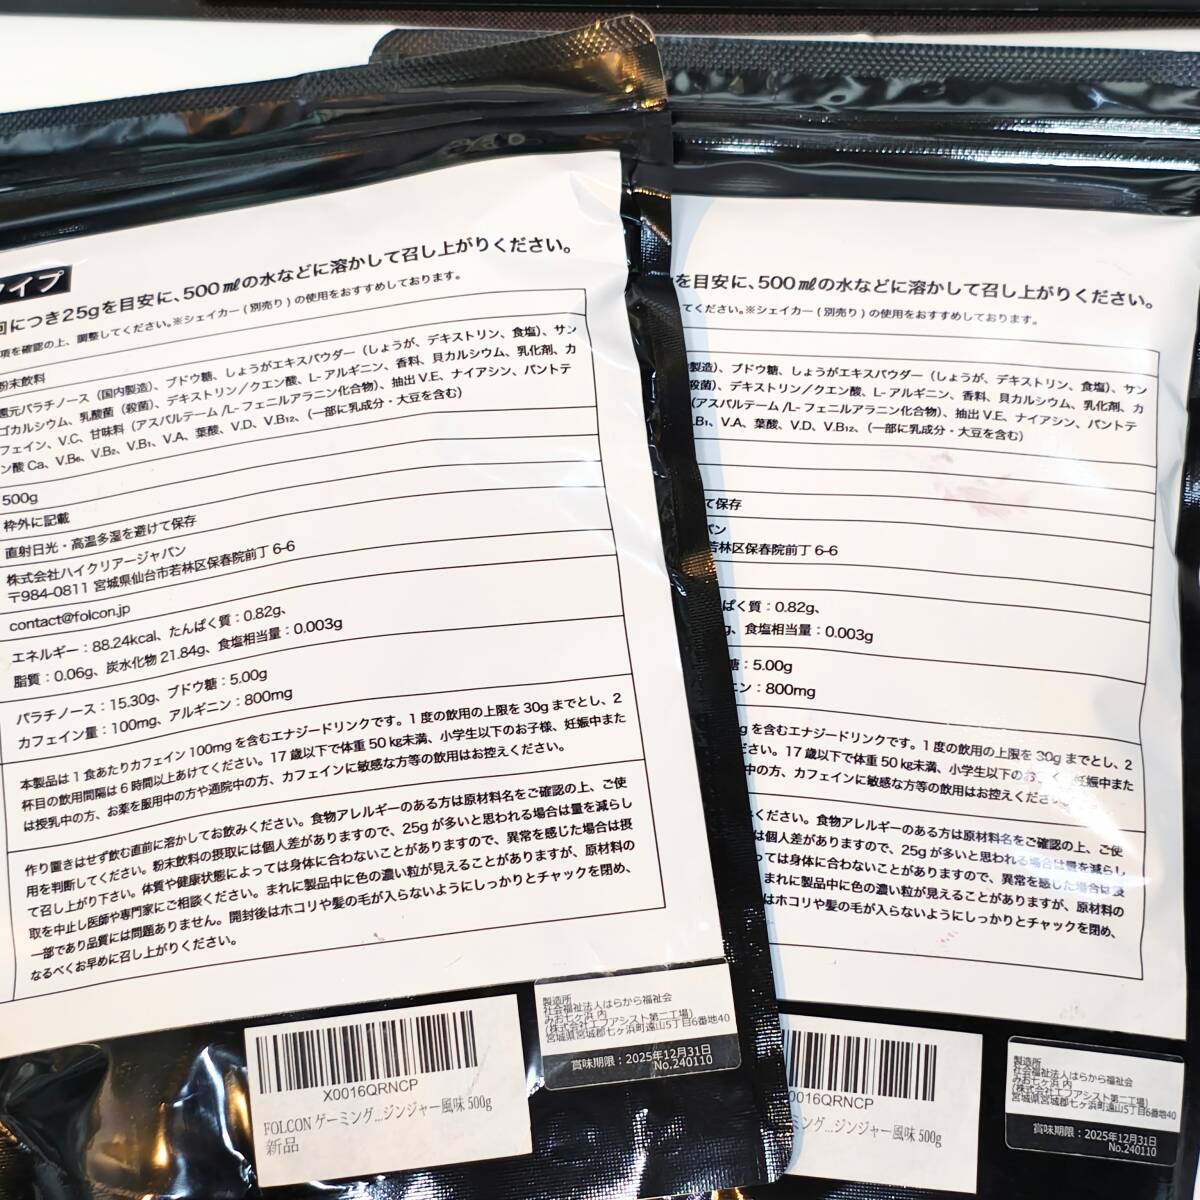 タイプ
回につき25gを目安に、500㎖の水などに溶かして召し上がりください。
項を確認の上、調整してください。※シェイカー(別売り)の使用をおすすめしております。
粉末飲料
還元パラチノース（国内製造）、ブドウ糖、しょうがエキスパウダー（しょうが、デキストリン、食塩）、サン
ゴカルシウム、乳酸菌（殺菌）、デキストリン／クエン酸、L-アルギニン、香料、貝カルシウム、乳化剤、カ
フェイン、V.C、甘味料（アスパルテーム/L-フェニルアラニン化合物）、抽出V.E、ナイアシン、パントテ
ン酸Ca、V.B₆、V.B₂、V.B₁、V.A、葉酸、V.D、V.B₁₂、（一部に乳成分・大豆を含む）
500g
枠外に記載
直射日光・高温多湿を避けて保存
株式会社ハイクリアージャパン
〒984-0811 宮城県仙台市若林区保春院前丁6-6
contact@folcon.jp
エネルギー：88.24kcal、たんぱく質：0.82g、
脂質：0.06g、炭水化物21.84g、食塩相当量：0.003g
パラチノース：15.30g、ブドウ糖：5.00g
カフェイン量：100mg、アルギニン：800mg
本製品は1食あたりカフェイン100mgを含むエナジードリンクです。1度の飲用の上限を30gまでとし、2
杯目の飲用間隔は6時間以上あけてください。17歳以下で体重50㎏未満、小学生以下のお子様、妊娠中また
は授乳中の方、お薬を服用中の方や通院中の方、カフェインに敏感な方等の飲用はお控えください。
作り置きはせず飲む直前に溶かしてお飲みください。食物アレルギーのある方は原材料名をご確認の上、ご使
用を判断してください。粉末飲料の摂取には個人差がありますので、25gが多いと思われる場合は量を減らし
て召し上がり下さい。体質や健康状態によっては身体に合わないことがありますので、異常を感じた場合は摂
取を中止し医師や専門家にご相談ください。まれに製品中に色の濃い粒が見えることがありますが、原材料の
一部であり品質には問題ありません。開封後はホコリや髪の毛が入らないようにしっかりとチャックを閉め、
なるべくお早めに召し上がりください。
X0016QRNCP
FOLCON ゲーミング...ジンジャー風味 500g
新品
製造所
社会福祉法人はらから福祉会
みお七ヶ浜 内
(株式会社エフアシスト第二工場)
宮城県宮城郡七ヶ浜町遠山5丁目6番地40
賞味期限：2025年12月31日
No.240110
を目安に、500㎖の水などに溶かして召し上がりください。
てください。※シェイカー(別売り)の使用をおすすめしております。
製造）、ブドウ糖、しょうがエキスパウダー（しょうが、デキストリン、食塩）、サン
殺菌）、デキストリン／クエン酸、L-アルギニン、香料、貝カルシウム、乳化剤、カ
（アスパルテーム/L-フェニルアラニン化合物）、抽出V.E、ナイアシン、パントテ
.B₁、V.A、葉酸、V.D、V.B₁₂、（一部に乳成分・大豆を含む）
て保存
パン
若林区保春院前丁6-6
ぱく質：0.82g、
g、食塩相当量：0.003g
糖：5.00g
ニン：800mg
gを含むエナジードリンクです。1度の飲用の上限を30gまでとし、2
ださい。17歳以下で体重50㎏未満、小学生以下のお子様、妊娠中また
中の方、カフェインに敏感な方等の飲用はお控えください。
ください。食物アレルギーのある方は原材料名をご確認の上、ご使
は個人差がありますので、25gが多いと思われる場合は量を減らし
っては身体に合わないことがありますので、異常を感じた場合は摂
まれに製品中に色の濃い粒が見えることがありますが、原材料の
はホコリや髪の毛が入らないようにしっかりとチャックを閉め、
0016QRNCP
ング...ジンジャー風味 500g
製造所
社会福祉法人はらから福祉会
みお七ヶ浜 内
(株式会社エフアシスト第二工場)
宮城県宮城郡七ヶ浜町遠山5丁目6番地40
賞味期限：2025年12月31日
No.240110